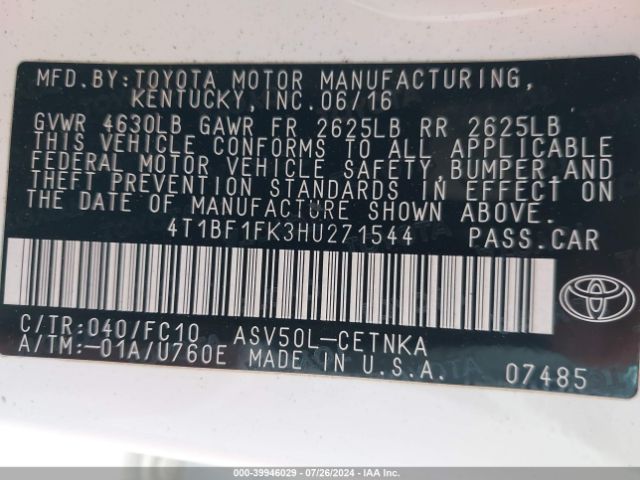 MFD.BY:TOYOTA MOTOR MANUFACTURING,
KENTUCKY,INC.06/16
GVWR 4630LB GAWR FR 2625LB RR 2625LB
THIS VEHICLE CONFORMS TO ALL APPLICABLE
FEDERAL MOTOR VEHICLE SAFETY,BUMPER,AND
THEFT PREVENTION STANDARDS IN EFFECT ON
THE DATE OF MANUFACTURE SHOWN ABOVE.
4T1BF1FK3HU271544 PASS.CAR
C/TR:040/FC10 ASV50L-CETNKA
A/TM:-01A/U760E MADE IN U.S.A.
07485
000-39946029 - 07/26/2024 - IAA Inc.